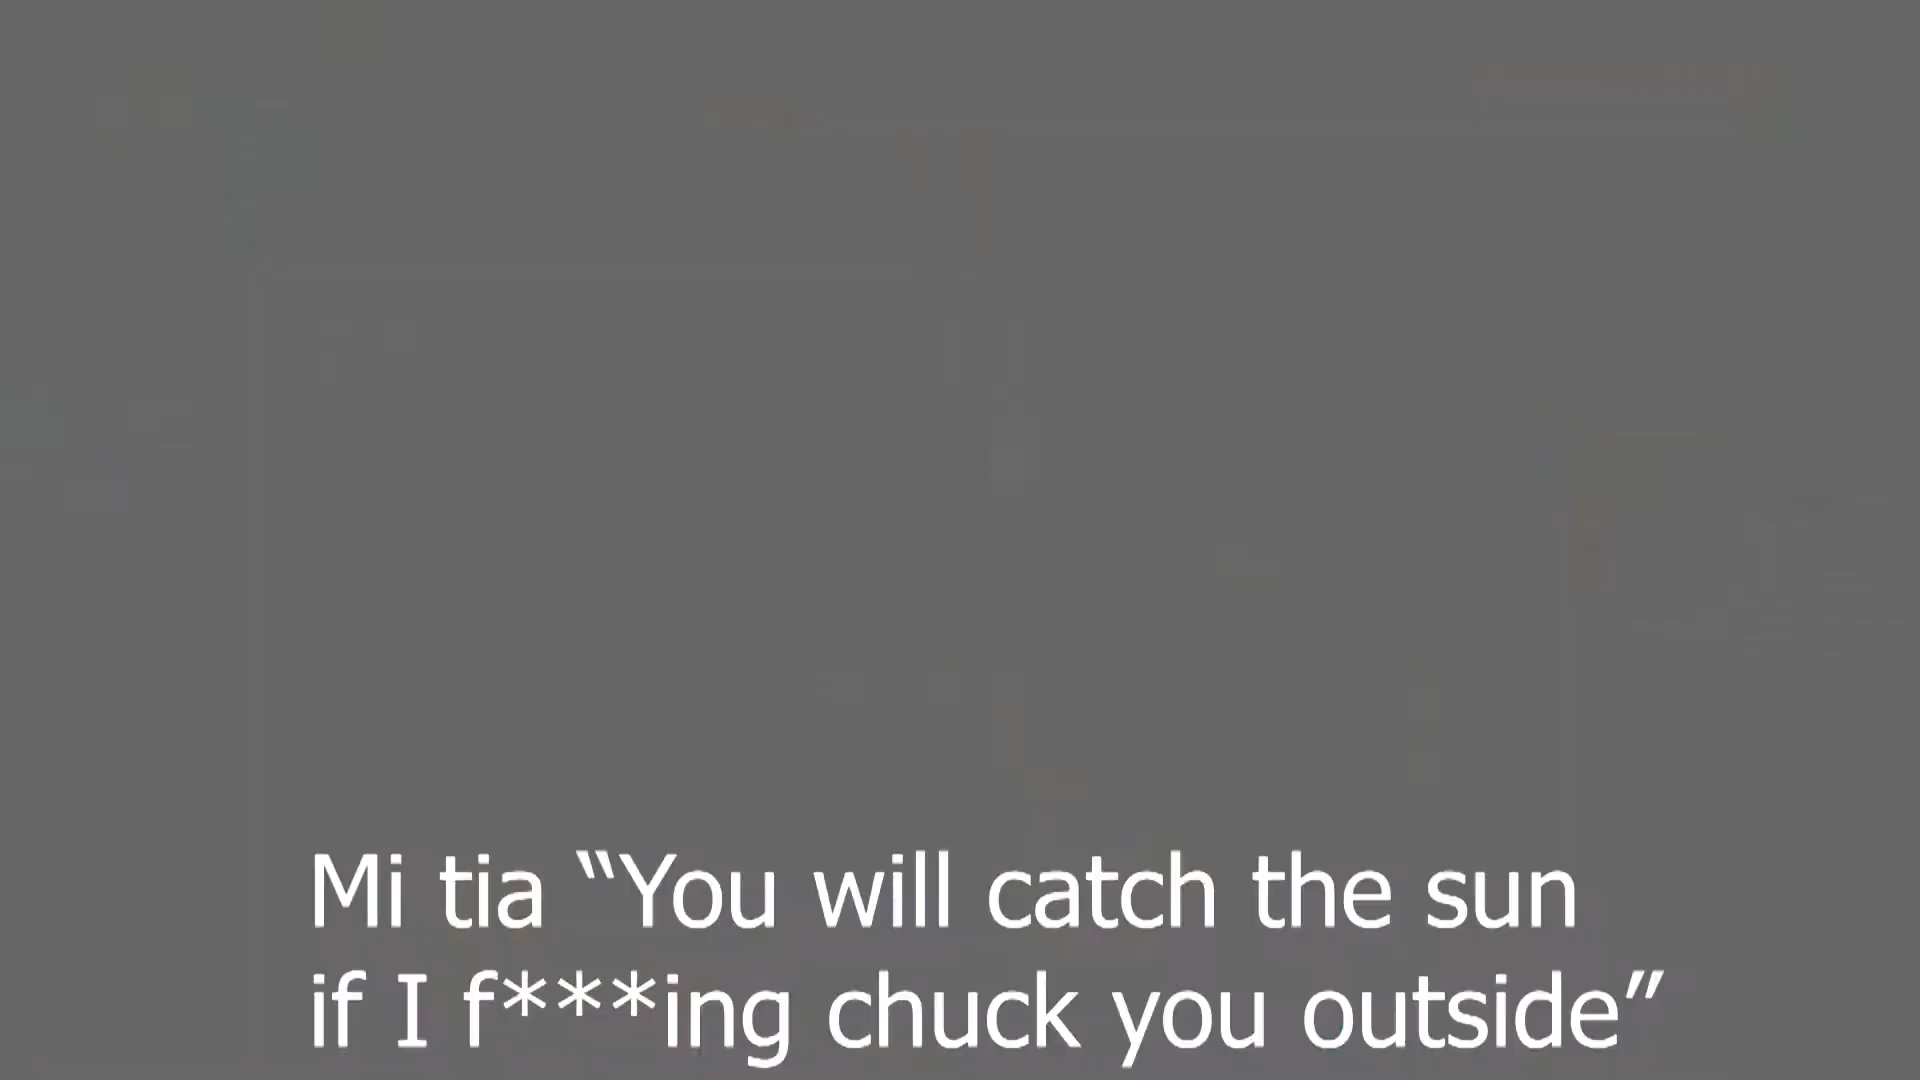 Mi tia “You will catch the sun
if I f***ing chuck you outside”